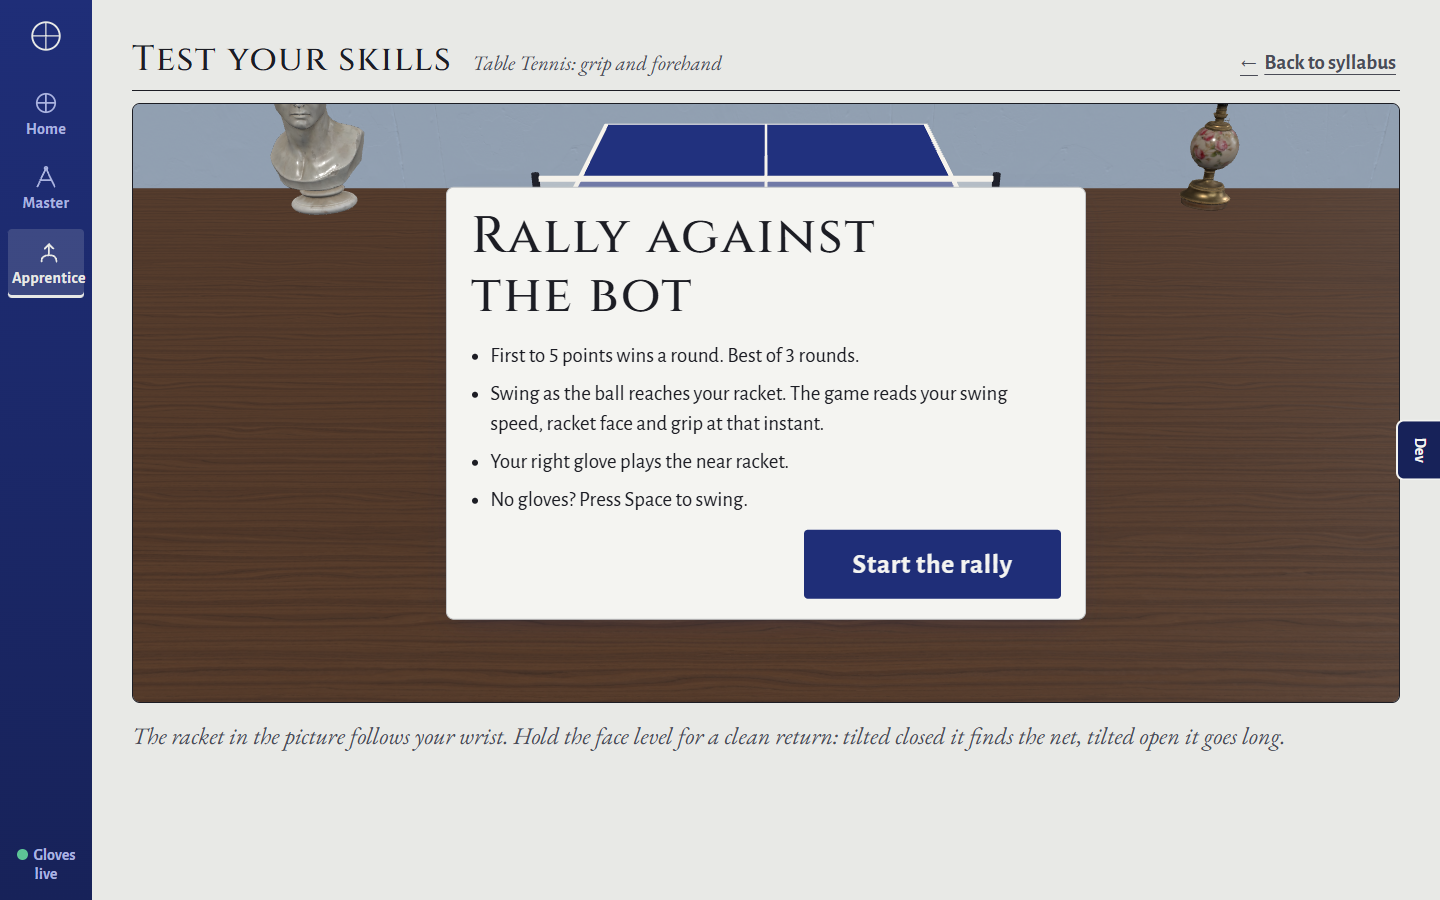 Test your skills
Table Tennis: grip and forehand
← Back to syllabus
Home
Master
Apprentice
Rally against
the bot
• First to 5 points wins a round. Best of 3 rounds.
• Swing as the ball reaches your racket. The game reads your swing
speed, racket face and grip at that instant.
• Your right glove plays the near racket.
• No gloves? Press Space to swing.
Start the rally
Dev
The racket in the picture follows your wrist. Hold the face level for a clean return: tilted closed it finds the net, tilted open it goes long.
Gloves
live